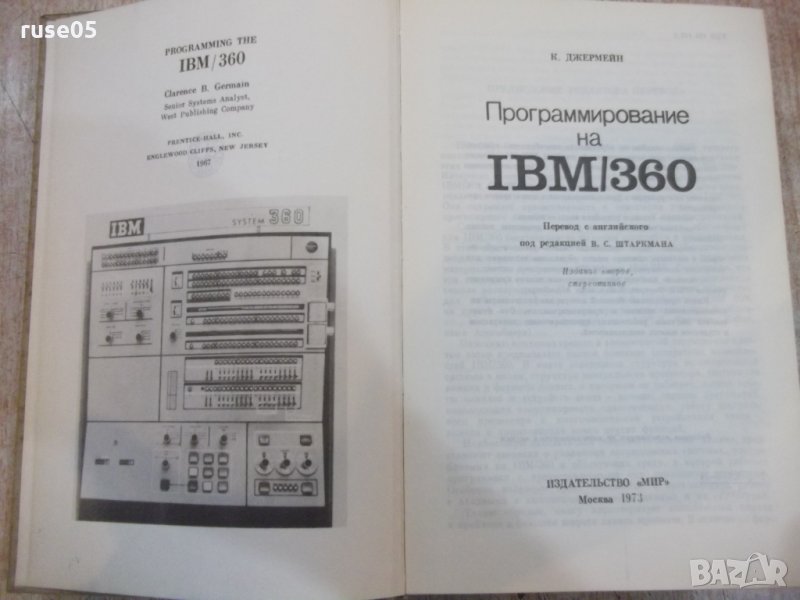 ruse05
PROGRAMMING THE
IBM/360
Clarence B. Germain
Senior Systems Analyst,
West Publishing Company
PRENTICE-HALL, INC.
ENGLEWOOD CLIFFS, NEW JERSEY
1967
IBM
SYSTEM 360
К. ДЖЕРМЕЙН
Программирование
на
IBM/360
Перевод с английского
под редакцией В. С. ШТАРКМАНА
Издание второе,
стереотипное
ИЗДАТЕЛЬСТВО «МИР»
Москва 1973
BAZAR